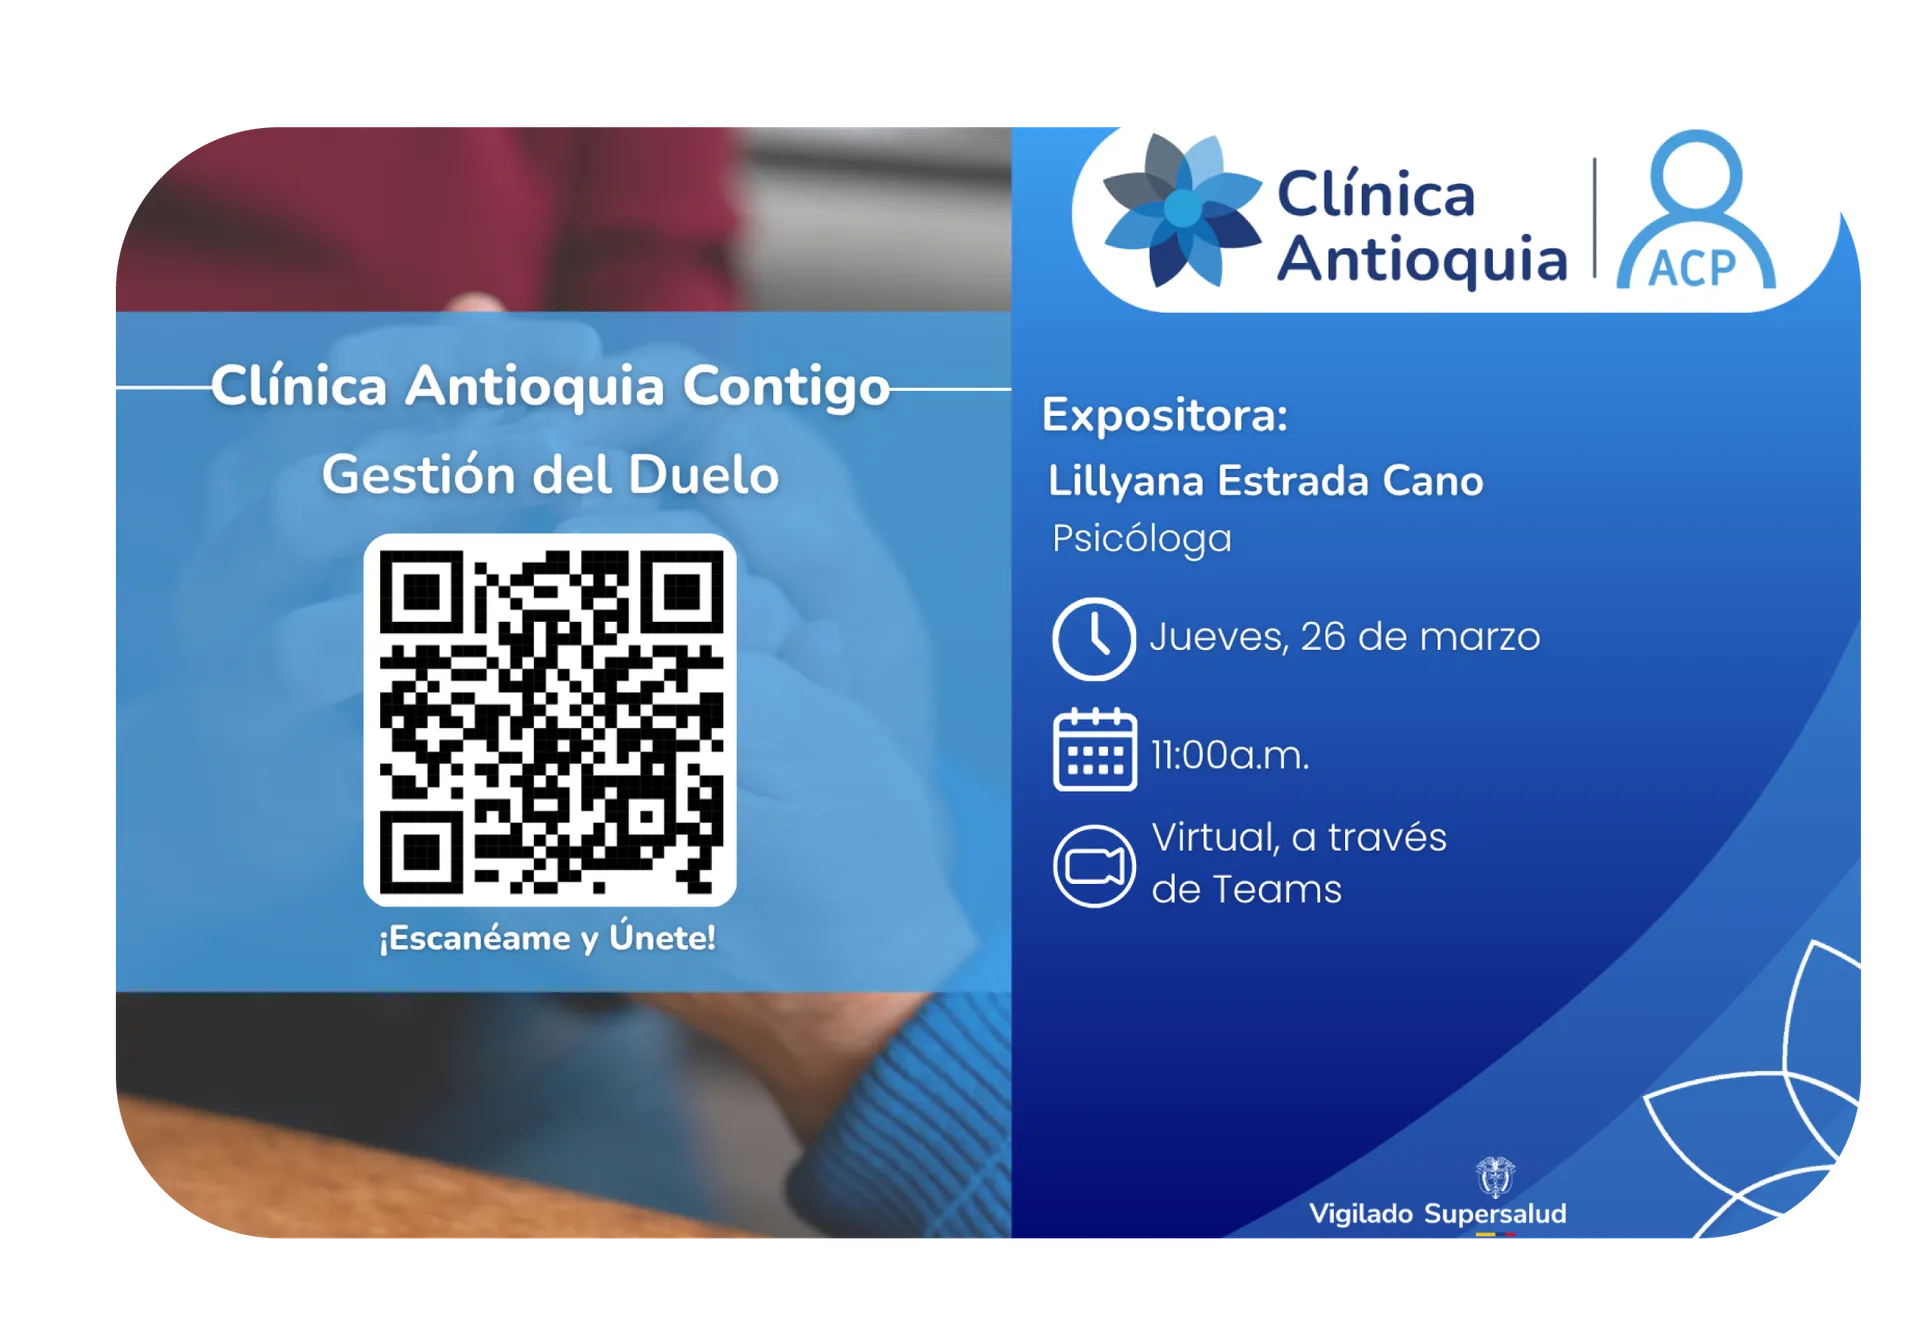 Clínica Antioquia Contigo
Gestión del Duelo
¡Escanéame y Únete!
Clínica
Antioquia
ACP
Expositora:
Lillyana Estrada Cano
Psicóloga
Jueves, 26 de marzo
11:00a.m.
Virtual, a través
de Teams
Vigilado Supersalud